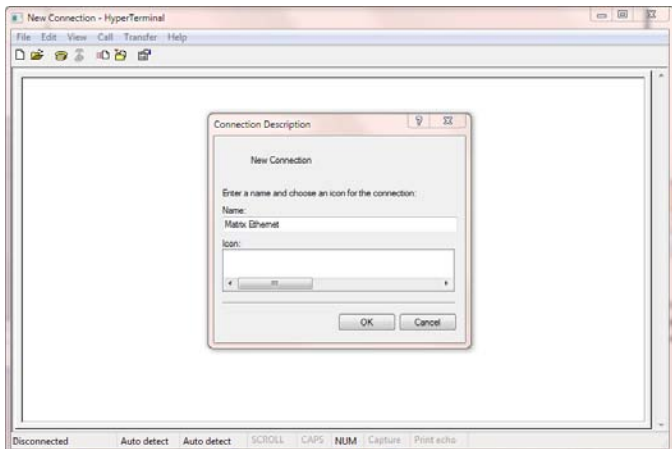 New Connection - HyperTerminal
File Edit View Call Transfer Help
Connection Description
New Connection
Enter a name and choose an icon for the connection:
Name:
Matrix Ethernet
Icon:
OK Cancel
Disconnected Auto detect Auto detect SCROLL CAPS NUM Capture Print echo